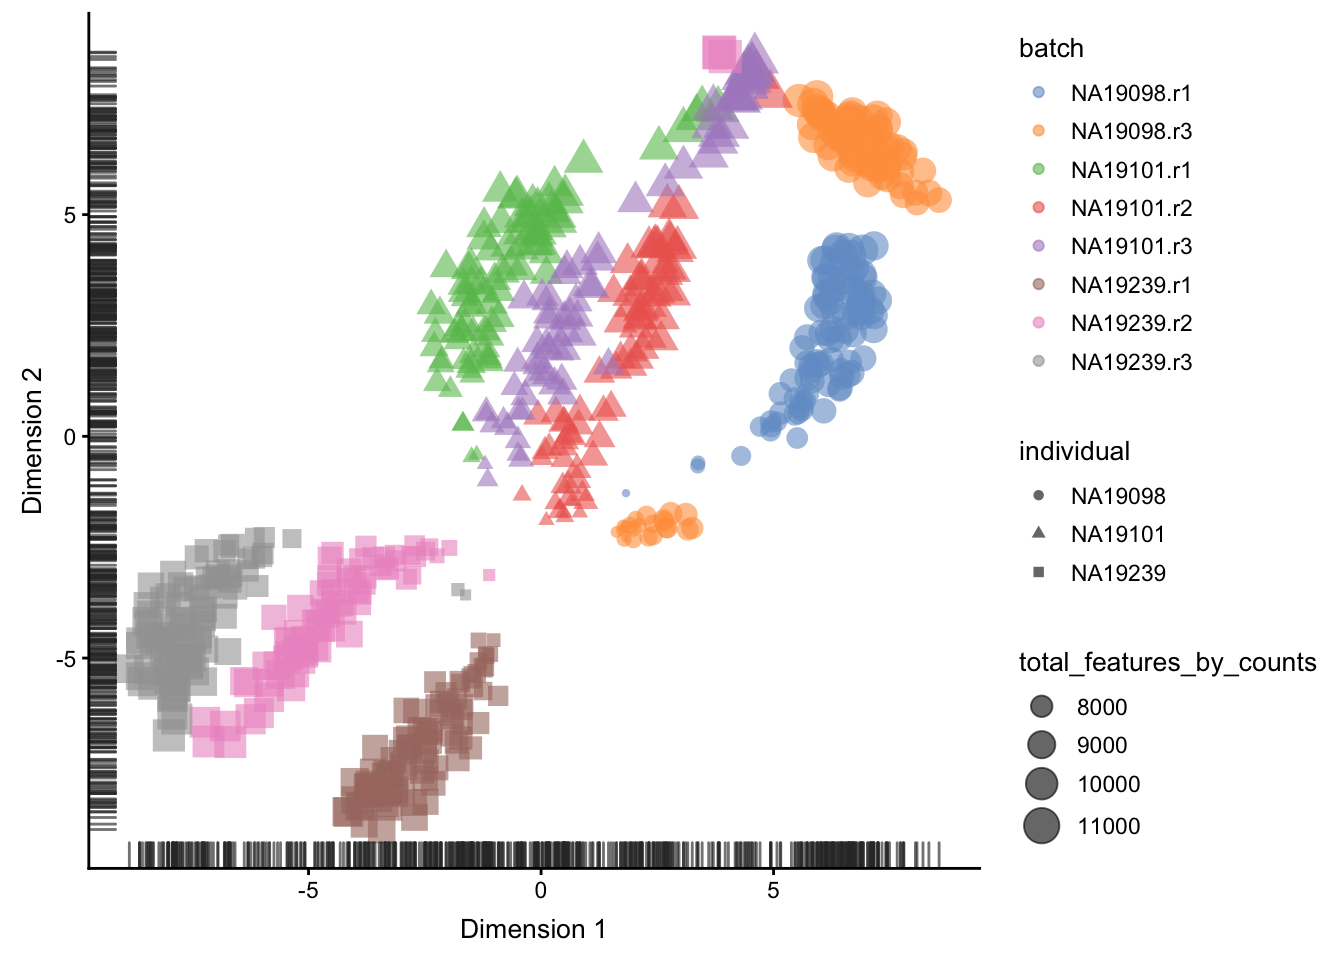 batch
NA19098.r1
NA19098.r3
NA19101.r1
NA19101.r2
NA19101.r3
NA19239.r1
NA19239.r2
NA19239.r3
individual
NA19098
NA19101
NA19239
total_features_by_counts
8000
9000
10000
11000
Dimension 2
5
0
-5
-5
0
5
Dimension 1